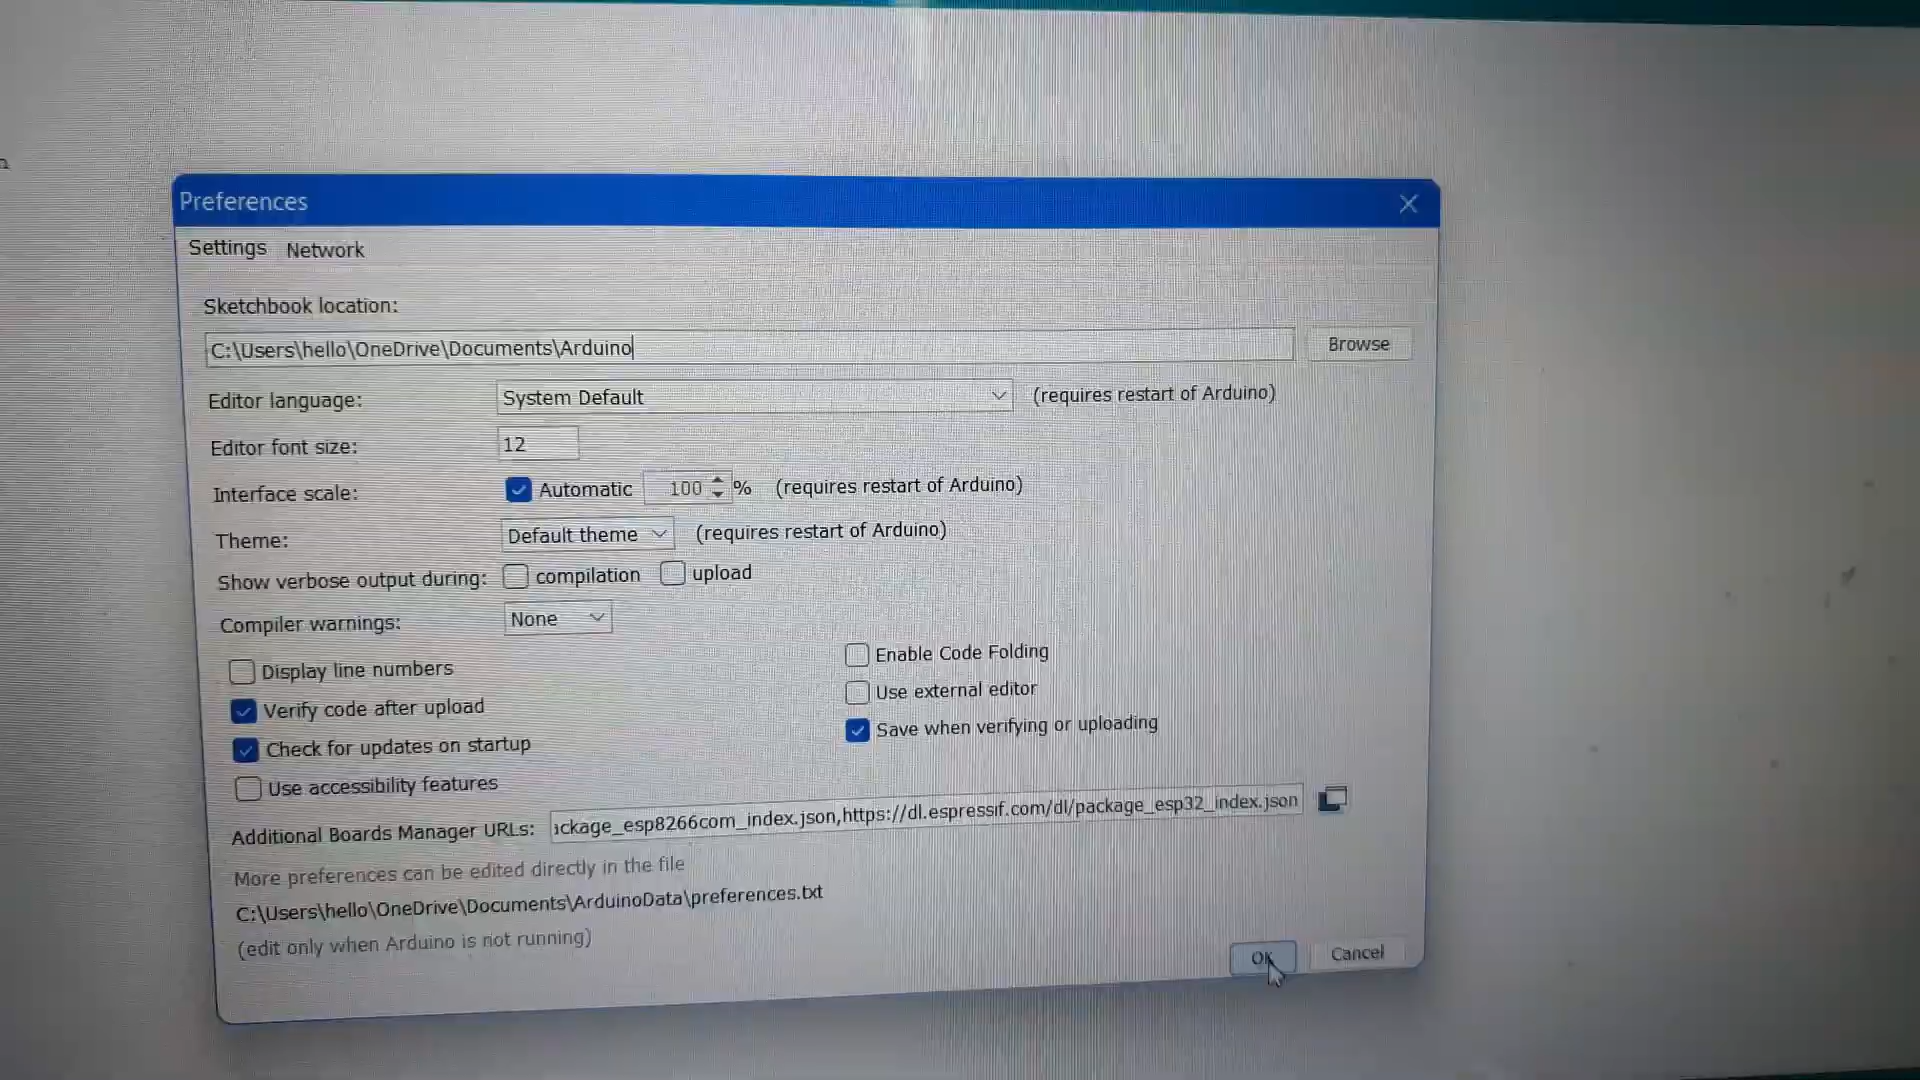 Preferences
Settings Network
Sketchbook location:
C:\Users\hello\OneDrive\Documents\Arduino
Browse
Editor language: System Default (requires restart of Arduino)
Editor font size: 12
Interface scale: Automatic 100 % (requires restart of Arduino)
Theme: Default theme (requires restart of Arduino)
Show verbose output during: compilation upload
Compiler warnings: None
Display line numbers
Enable Code Folding
Verify code after upload
Use external editor
Check for updates on startup
Save when verifying or uploading
Use accessibility features
Additional Boards Manager URLs: ackage_esp8266com_index.json,https://dl.espressif.com/dl/package_esp32_index.json
More preferences can be edited directly in the file
C:\Users\hello\OneDrive\Documents\ArduinoData\preferences.txt
(edit only when Arduino is not running)
OK Cancel